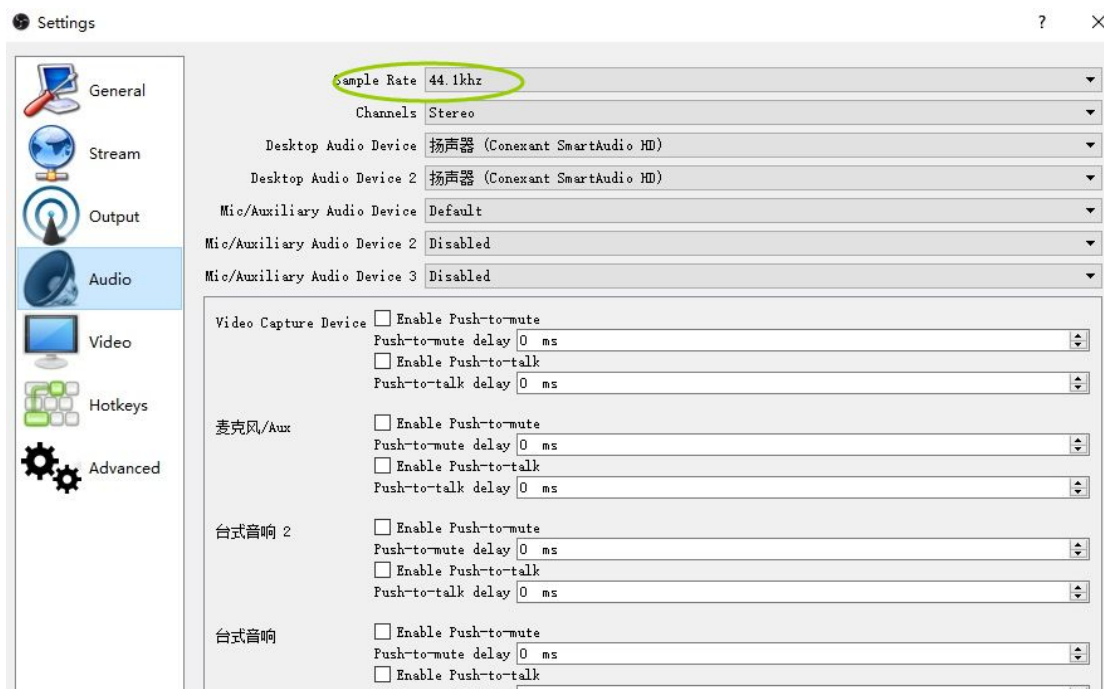 Settings
?
General
Stream
Output
Audio
Video
Hotkeys
Advanced
Sample Rate 44.1khz
Channels Stereo
Desktop Audio Device 扬声器 (Conexant SmartAudio HD)
Desktop Audio Device 2 扬声器 (Conexant SmartAudio HD)
Mic/Auxiliary Audio Device Default
Mic/Auxiliary Audio Device 2 Disabled
Mic/Auxiliary Audio Device 3 Disabled
Video Capture Device Enable Push-to-mute
Push-to-mute delay 0 ms
Enable Push-to-talk
Push-to-talk delay 0 ms
麦克风/Aux Enable Push-to-mute
Push-to-mute delay 0 ms
Enable Push-to-talk
Push-to-talk delay 0 ms
台式音响 2 Enable Push-to-mute
Push-to-mute delay 0 ms
Enable Push-to-talk
Push-to-talk delay 0 ms
台式音响 Enable Push-to-mute
Push-to-mute delay 0 ms
Enable Push-to-talk